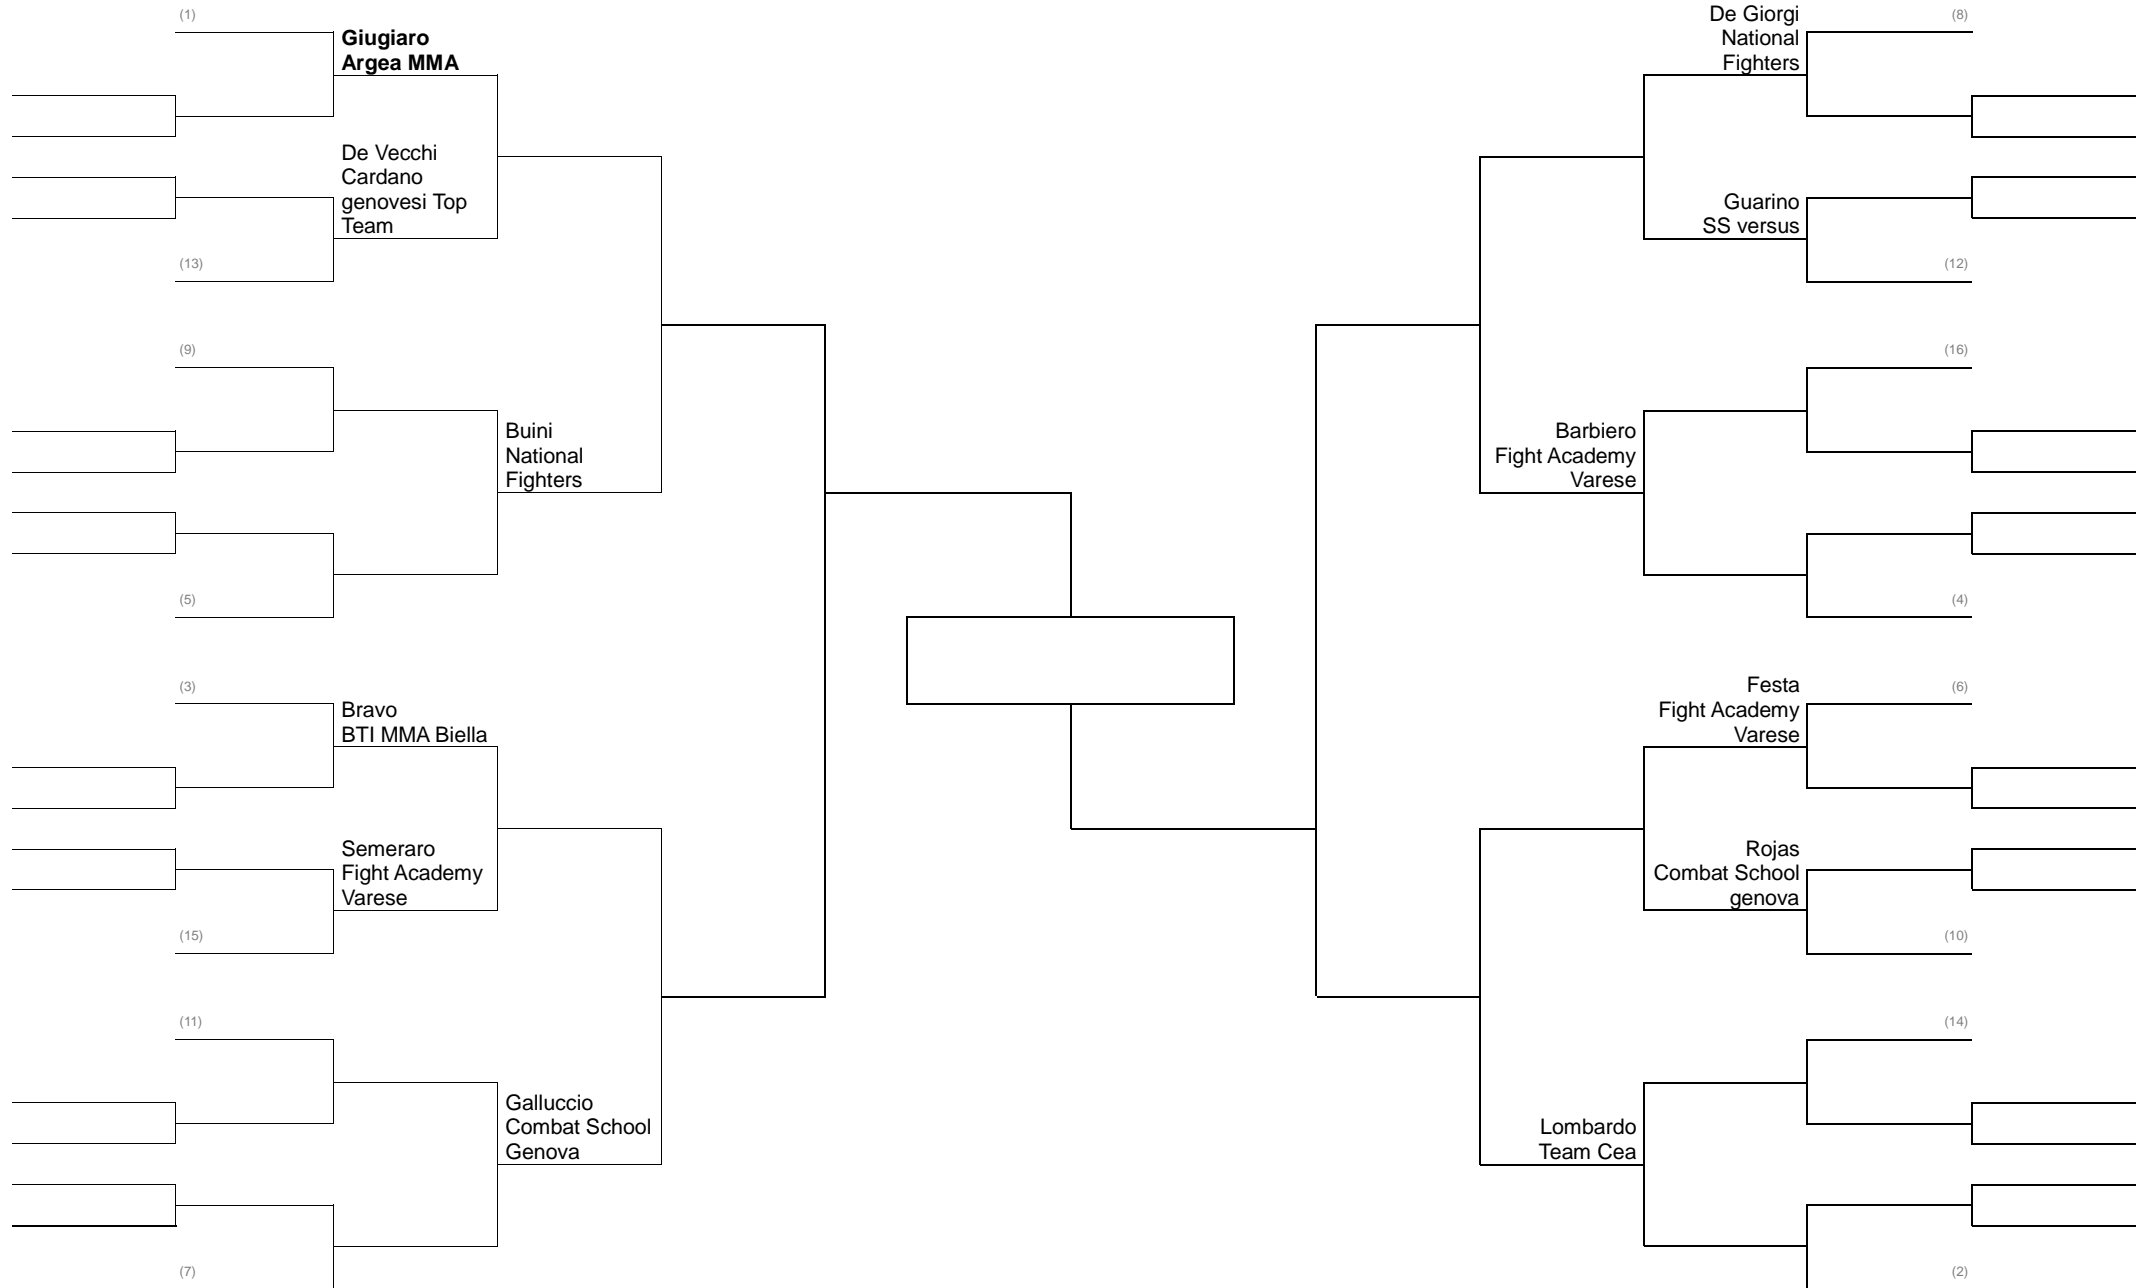 (1)
Giugiaro
Argea MMA
De Vecchi
Cardano
genovesi Top
Team
(13)
(9)
Buini
National
Fighters
(5)
(3)
Bravo
BTI MMA Biella
Semeraro
Fight Academy
Varese
(15)
(11)
Galluccio
Combat School
Genova
(7)
De Giorgi
National
Fighters
(8)
Guarino
SS versus
(12)
(16)
Barbiero
Fight Academy
Varese
(4)
Festa
Fight Academy
Varese
(6)
Rojas
Combat School
genova
(10)
(14)
Lombardo
Team Cea
(2)